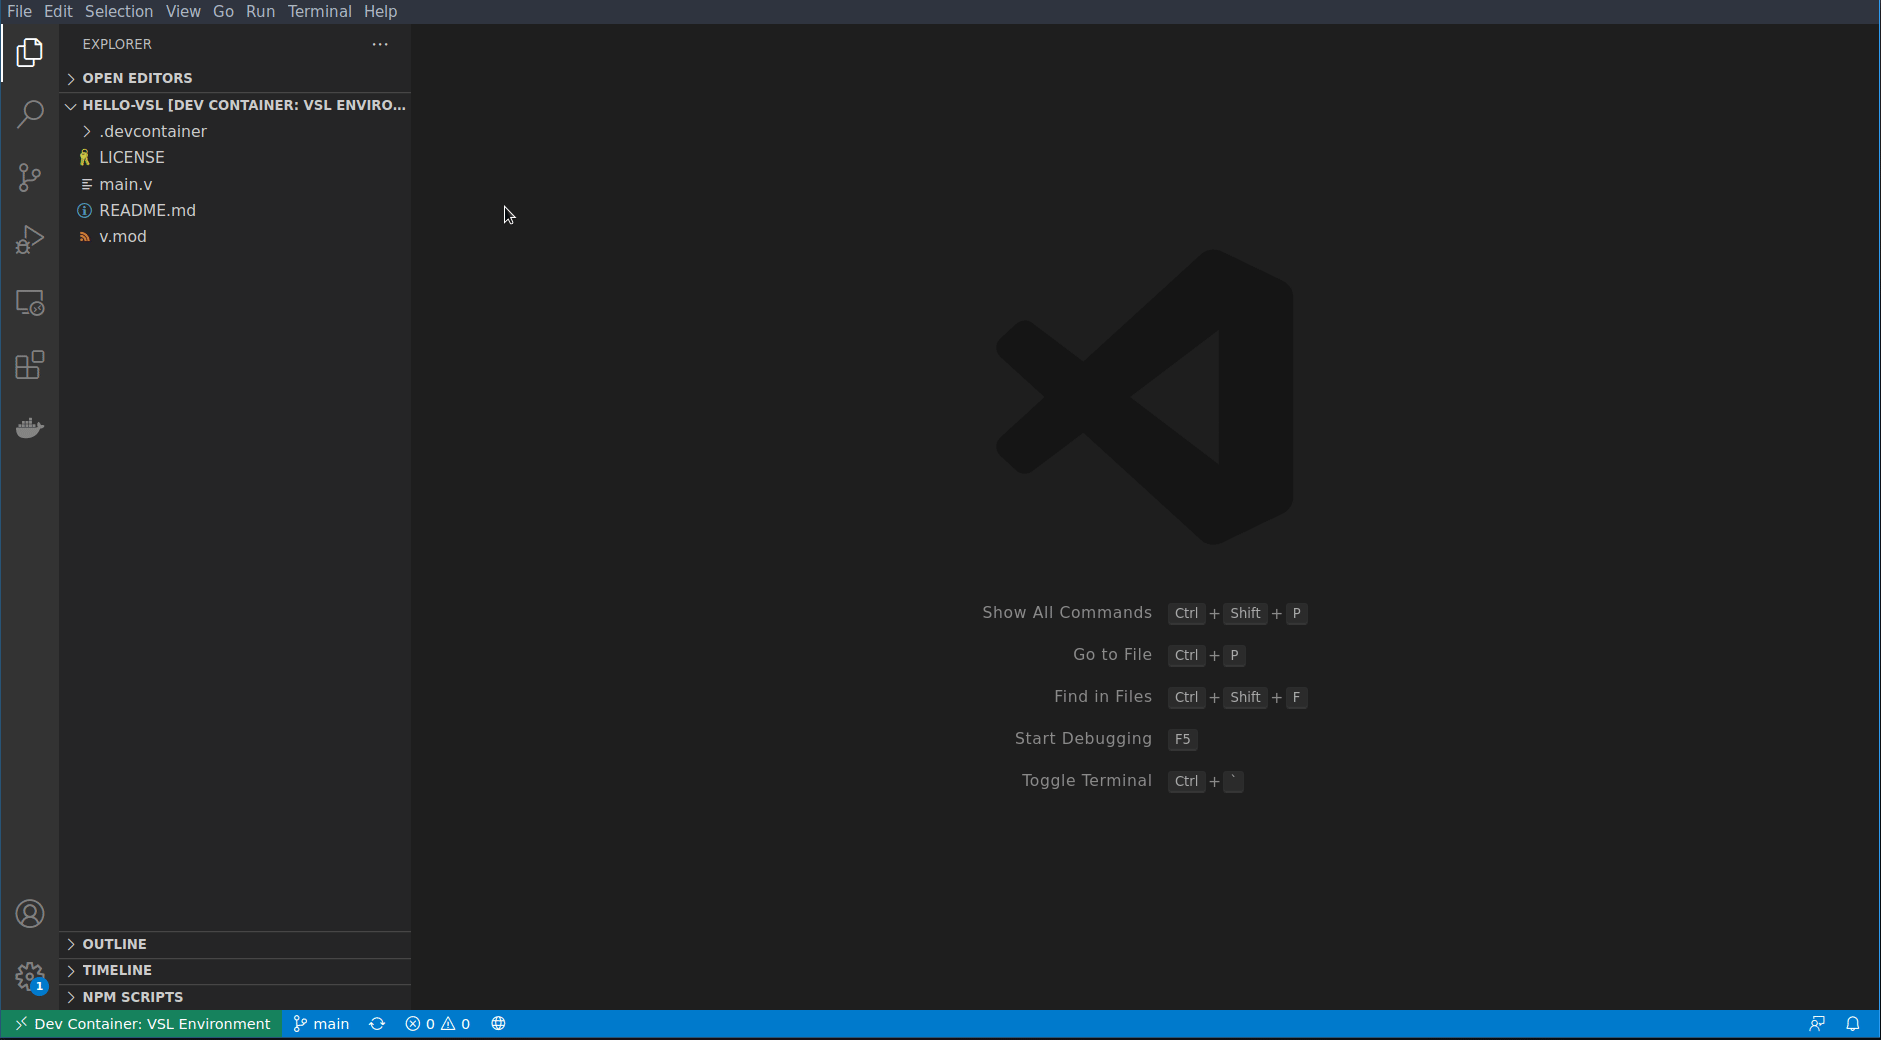 File Edit Selection View Go Run Terminal Help
EXPLORER
OPEN EDITORS
HELLO-VSL [DEV CONTAINER: VSL ENVIRO...
.devcontainer
LICENSE
main.v
README.md
v.mod
Show All Commands Ctrl + Shift + P
Go to File Ctrl + P
Find in Files Ctrl + Shift + F
Start Debugging F5
Toggle Terminal Ctrl + `
OUTLINE
TIMELINE
NPM SCRIPTS
1
Dev Container: VSL Environment main 0 0